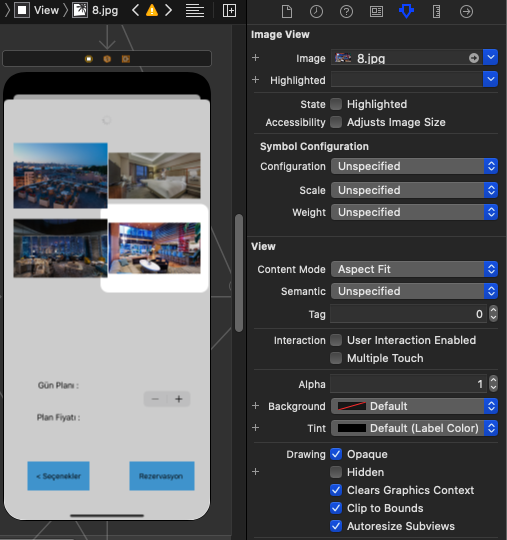 View
8.jpg
Image View
Image
8.jpg
Highlighted
State
Highlighted
Accessibility
Adjusts Image Size
Symbol Configuration
Configuration
Unspecified
Scale
Unspecified
Weight
Unspecified
View
Content Mode
Aspect Fit
Semantic
Unspecified
Tag
0
Interaction
User Interaction Enabled
Multiple Touch
Alpha
1
Background
Default
Tint
Default (Label Color)
Drawing
Opaque
Hidden
Clears Graphics Context
Clip to Bounds
Autoresize Subviews
Gün Planı :
Plan Fiyatı :
< Seçenekler
Rezervasyon